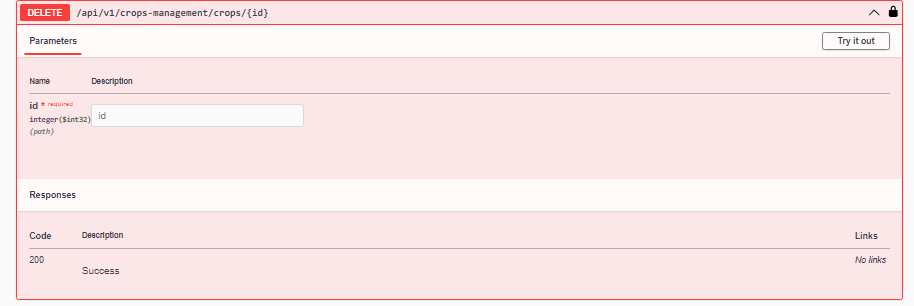 DELETE /api/v1/crops-management/crops/{id}
Parameters Try it out
Name Description
id * required id
integer($int32)
(path)
Responses
Code Description Links
200 No links
Success